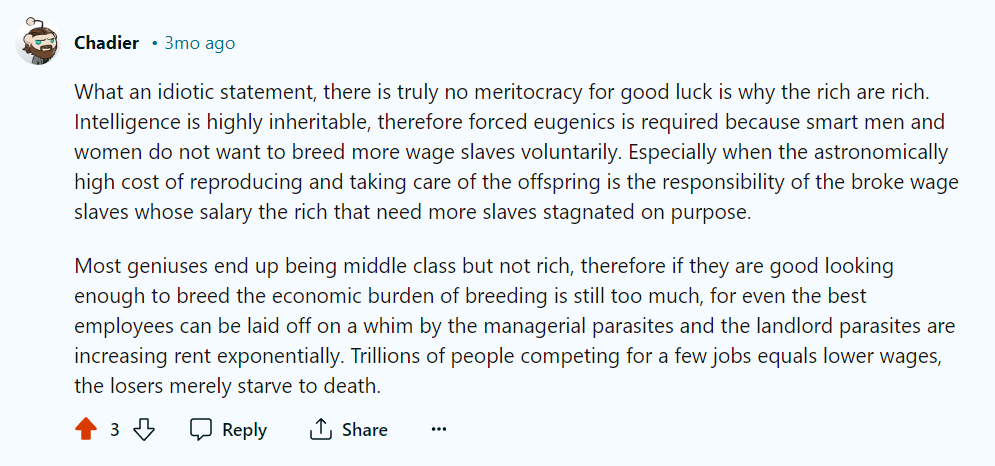 Chadier • 3mo ago
What an idiotic statement, there is truly no meritocracy for good luck is why the rich are rich.
Intelligence is highly inheritable, therefore forced eugenics is required because smart men and
women do not want to breed more wage slaves voluntarily. Especially when the astronomically
high cost of reproducing and taking care of the offspring is the responsibility of the broke wage
slaves whose salary the rich that need more slaves stagnated on purpose.
Most geniuses end up being middle class but not rich, therefore if they are good looking
enough to breed the economic burden of breeding is still too much, for even the best
employees can be laid off on a whim by the managerial parasites and the landlord parasites are
increasing rent exponentially. Trillions of people competing for a few jobs equals lower wages,
the losers merely starve to death.
3 Reply Share ...